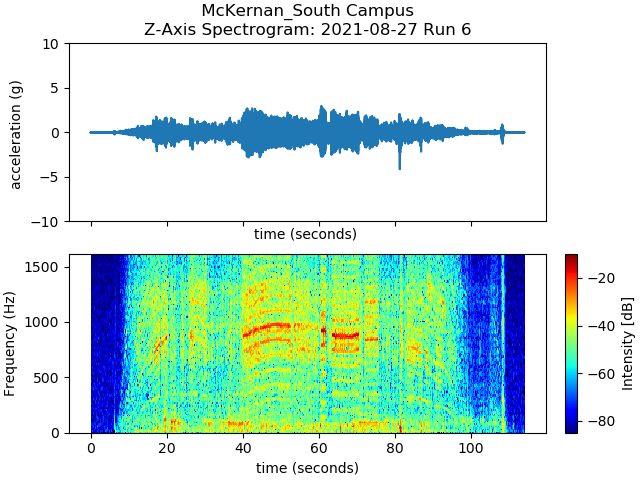 McKernan_South Campus
Z-Axis Spectrogram: 2021-08-27 Run 6
10
5
0
−5
−10
acceleration (g)
time (seconds)
1500
1000
500
0
Frequency (Hz)
0 20 40 60 80 100
time (seconds)
−20
−40
−60
−80
Intensity [dB]